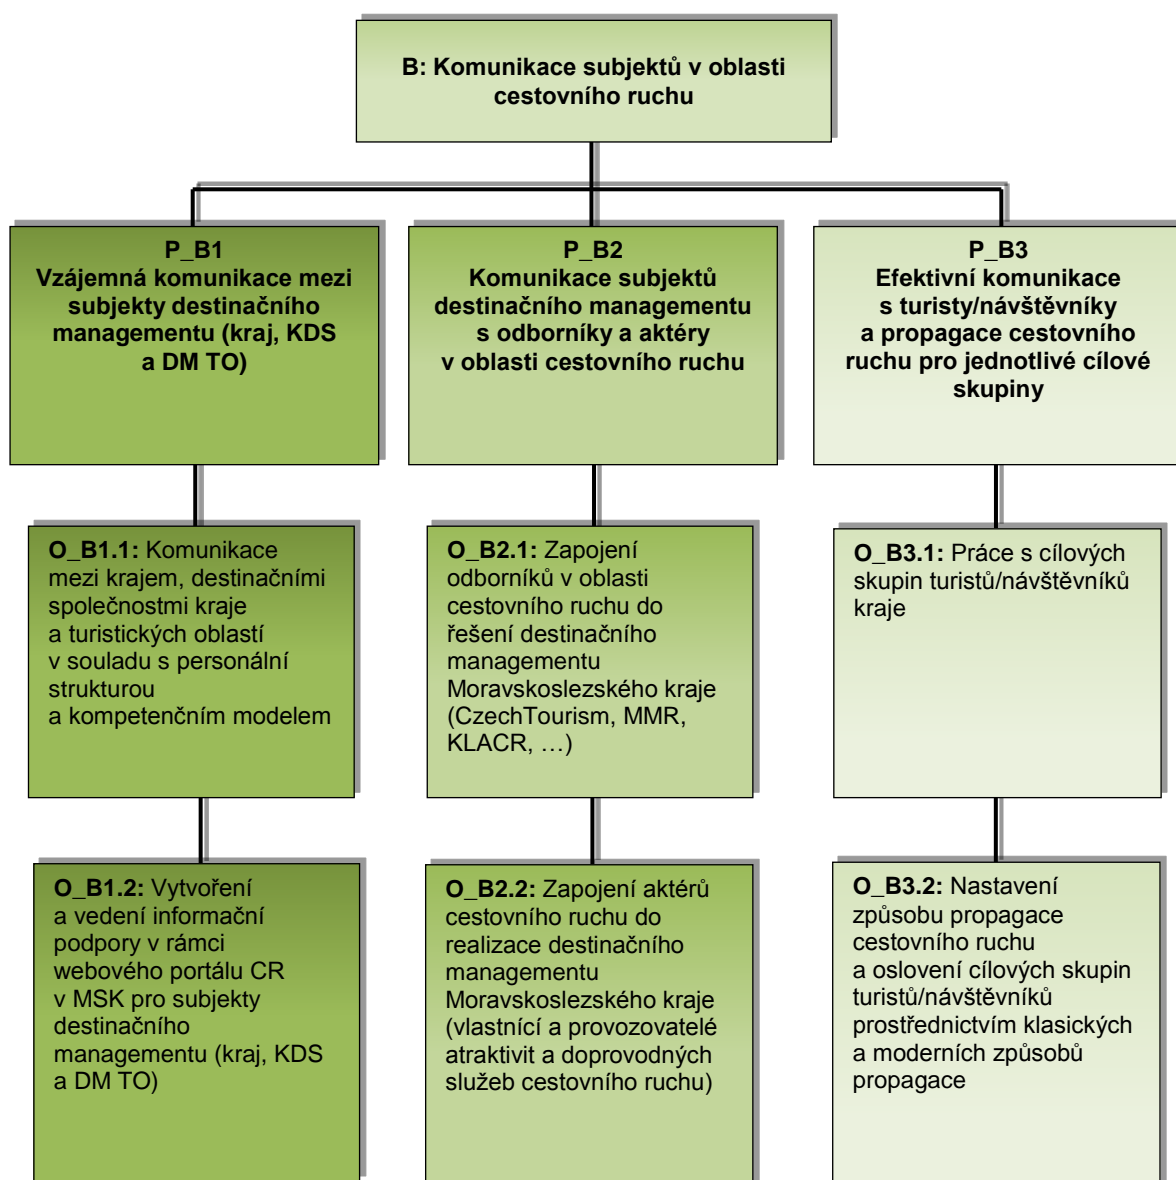 B: Komunikace subjektů v oblasti
cestovního ruchu
P_B1
Vzájemná komunikace mezi
subjekty destinačního
managementu (kraj, KDS
a DM TO)
P_B2
Komunikace subjektů
destinačního managementu
s odborníky a aktéry
v oblasti cestovního ruchu
P_B3
Efektivní komunikace
s turisty/návštěvníky
a propagace cestovního
ruchu pro jednotlivé cílové
skupiny
O_B1.1: Komunikace
mezi krajem, destinačními
společnostmi kraje
a turistických oblastí
v souladu s personální
strukturou
a kompetenčním modelem
O_B2.1: Zapojení
odborníků v oblasti
cestovního ruchu do
řešení destinačního
managementu
Moravskoslezského kraje
(CzechTourism, MMR,
KLACR, …)
O_B3.1: Práce s cílových
skupin turistů/návštěvníků
kraje
O_B1.2: Vytvoření
a vedení informační
podpory v rámci
webového portálu CR
v MSK pro subjekty
destinačního
managementu (kraj, KDS
a DM TO)
O_B2.2: Zapojení aktérů
cestovního ruchu do
realizace destinačního
managementu
Moravskoslezského kraje
(vlastnící a provozovatelé
atraktivit a doprovodných
služeb cestovního ruchu)
O_B3.2: Nastavení
způsobu propagace
cestovního ruchu
a oslovení cílových skupin
turistů/návštěvníků
prostřednictvím klasických
a moderních způsobů
propagace